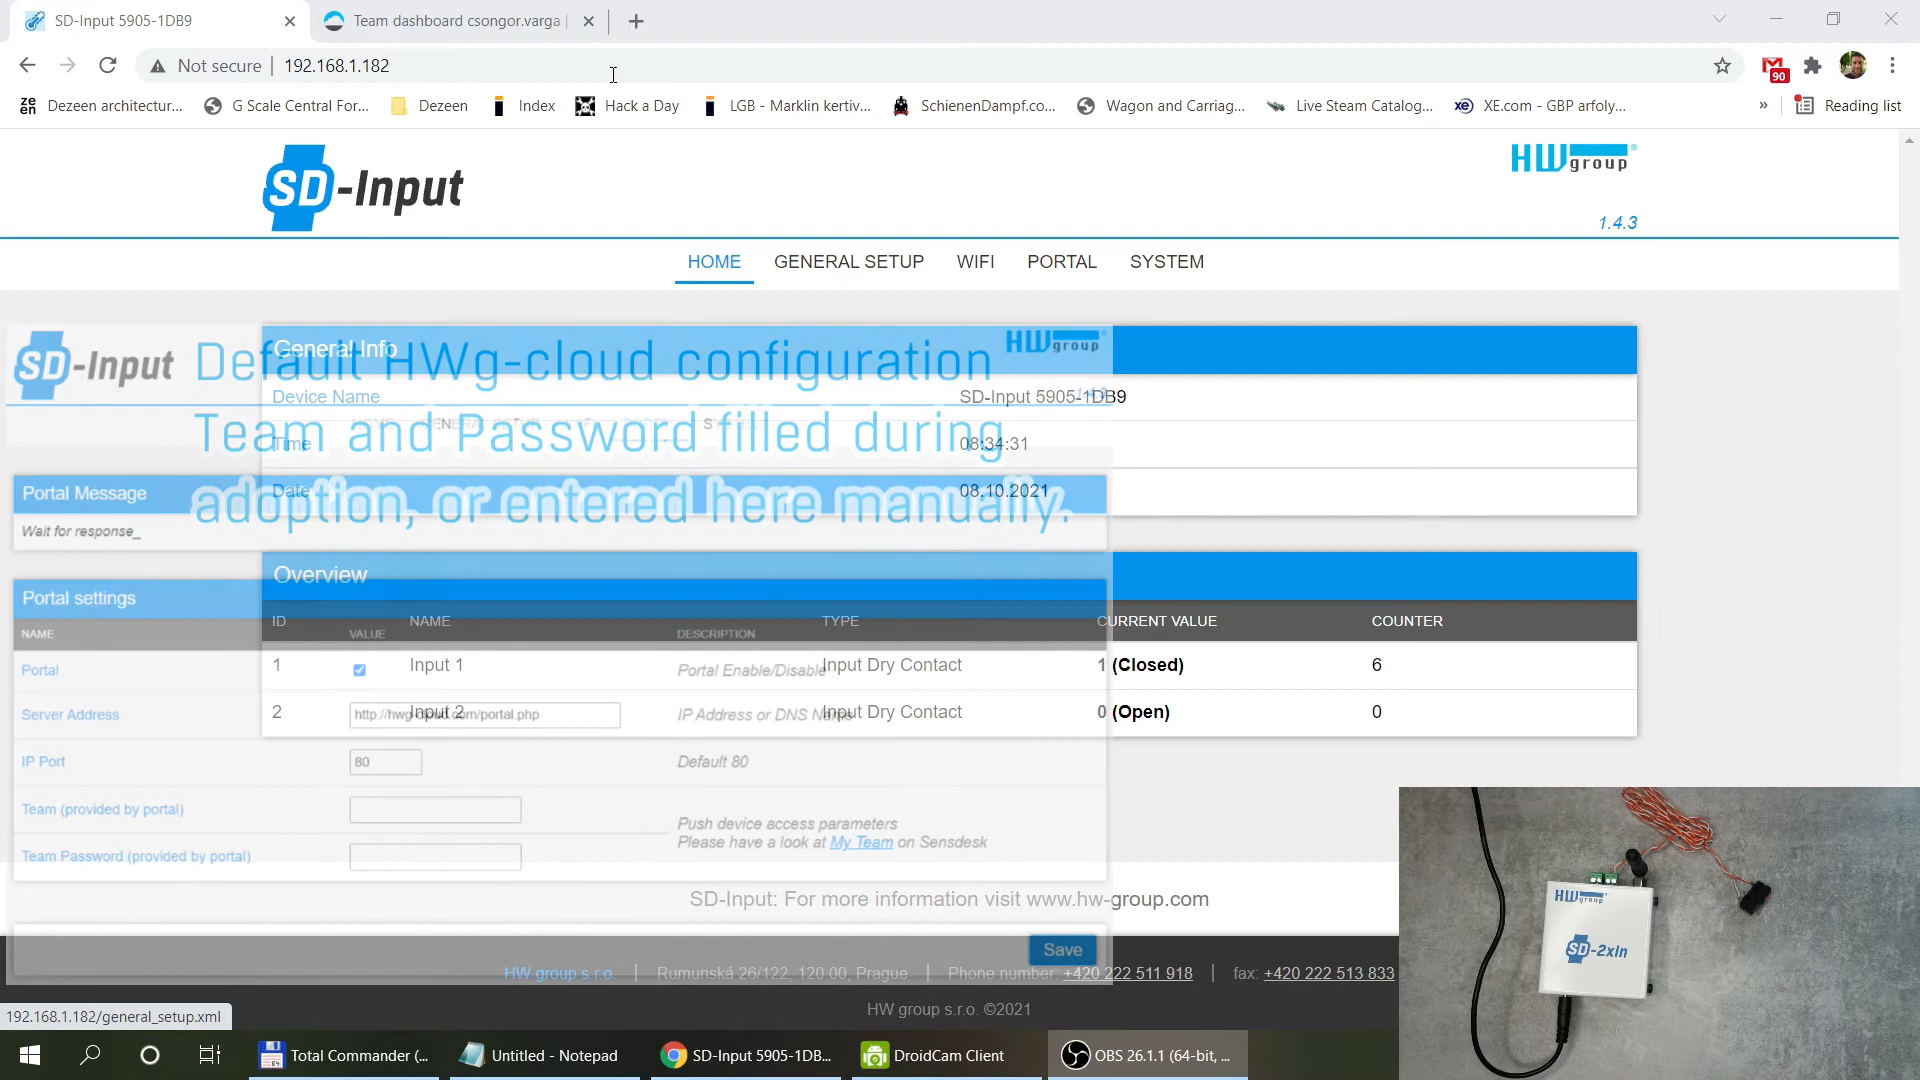 SD-Input 5905-1DB9
Team dashboard csongor.varga |
Not secure
192.168.1.182
90
Dezeen architectur...
G Scale Central For...
Dezeen
Index
Hack a Day
LGB - Marklin kertiv...
SchienenDampf.co...
Wagon and Carriag...
Live Steam Catalog...
XE.com - GBP arfoly...
»
Reading list
SD-Input
HWgroup
1.4.3
HOME
GENERAL SETUP
WIFI
PORTAL
SYSTEM
General Info
Device Name
SD-Input 5905-1DB9
Time
08:34:31
Date
08.10.2021
SD-Input
HWgroup
Default HWg-cloud configuration
Team and Password filled during
adoption, or entered here manually.
Portal Message
Wait for response_
Overview
ID
NAME
TYPE
CURRENT VALUE
COUNTER
1
Input 1
Input Dry Contact
1 (Closed)
6
2
Input 2
Input Dry Contact
0 (Open)
0
Portal settings
NAME
VALUE
DESCRIPTION
Portal
Portal Enable/Disable
Server Address
http://hwg-cloud.com/portal.php
IP Address or DNS Name
IP Port
80
Default 80
Team (provided by portal)
Push device access parameters
Please have a look at My Team on Sensdesk
Team Password (provided by portal)
SD-Input: For more information visit www.hw-group.com
Save
HW group s.r.o.
Rumunská 26/122, 120 00, Prague
Phone number: +420 222 511 918
fax: +420 222 513 833
HW group s.r.o. ©2021
192.168.1.182/general_setup.xml
HWgroup
SD-2xIn
Total Commander (...
Untitled - Notepad
SD-Input 5905-1DB...
DroidCam Client
OBS 26.1.1 (64-bit, ...